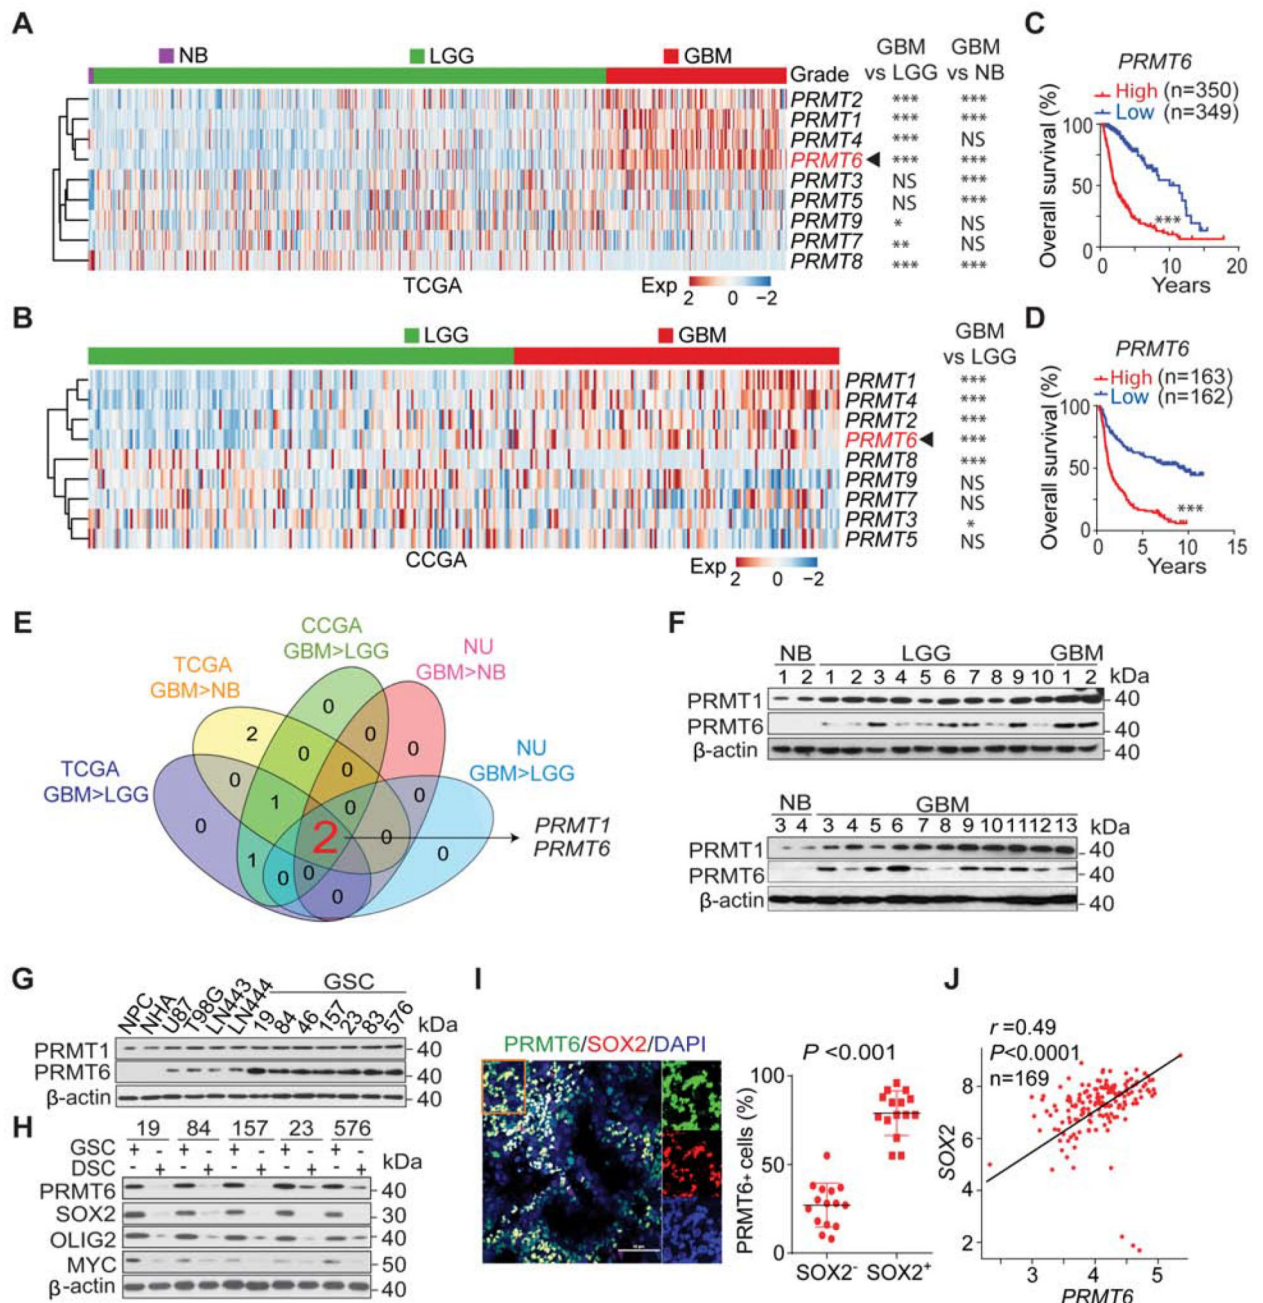 A
NB
LGG
GBM
Grade
GBM vs LGG
GBM vs NB
PRMT2 *** ***
PRMT1 *** ***
PRMT4 *** NS
PRMT6 *** ***
PRMT3 NS ***
PRMT5 NS ***
PRMT9 * NS
PRMT7 ** NS
PRMT8 *** ***
TCGA
Exp
2 0 -2
C
PRMT6
High (n=350)
Low (n=349)
Overall survival (%)
100
50
0
***
0 10 20
Years
B
LGG
GBM
GBM
vs LGG
PRMT1 ***
PRMT4 ***
PRMT2 ***
PRMT6 ***
PRMT8 ***
PRMT9 NS
PRMT7 NS
PRMT3 *
PRMT5 NS
CCGA
Exp
2 0 -2
D
PRMT6
High (n=163)
Low (n=162)
Overall survival (%)
100
50
0
***
0 5 10 15
Years
E
CCGA
GBM>LGG
NU
GBM>NB
TCGA
GBM>NB
NU
GBM>LGG
TCGA
GBM>LGG
0
2
0
0
0
0
0
0
1
0
0
0
2
0
0
1
0
0
0
PRMT1
PRMT6
F
NB LGG GBM
1 2 1 2 3 4 5 6 7 8 9 10 1 2 kDa
PRMT1 40
PRMT6 40
β-actin 40
NB GBM
3 4 3 4 5 6 7 8 9 10 11 12 13 kDa
PRMT1 40
PRMT6 40
β-actin 40
G
GSC
NPC NHA U87 T98G LN443 LN444 19 84 46 157 23 83 576 kDa
PRMT1 40
PRMT6 40
β-actin 40
H
19 84 157 23 576
GSC + - + - + - + - + -
DSC - + - + - + - + - +
kDa
PRMT6 40
SOX2 30
OLIG2 40
MYC 50
β-actin 40
I
PRMT6/SOX2/DAPI
P <0.001
PRMT6+ cells (%)
100
50
0
SOX2- SOX2+
J
r =0.49
P<0.0001
n=169
SOX2
8
6
4
2
3 4 5
PRMT6